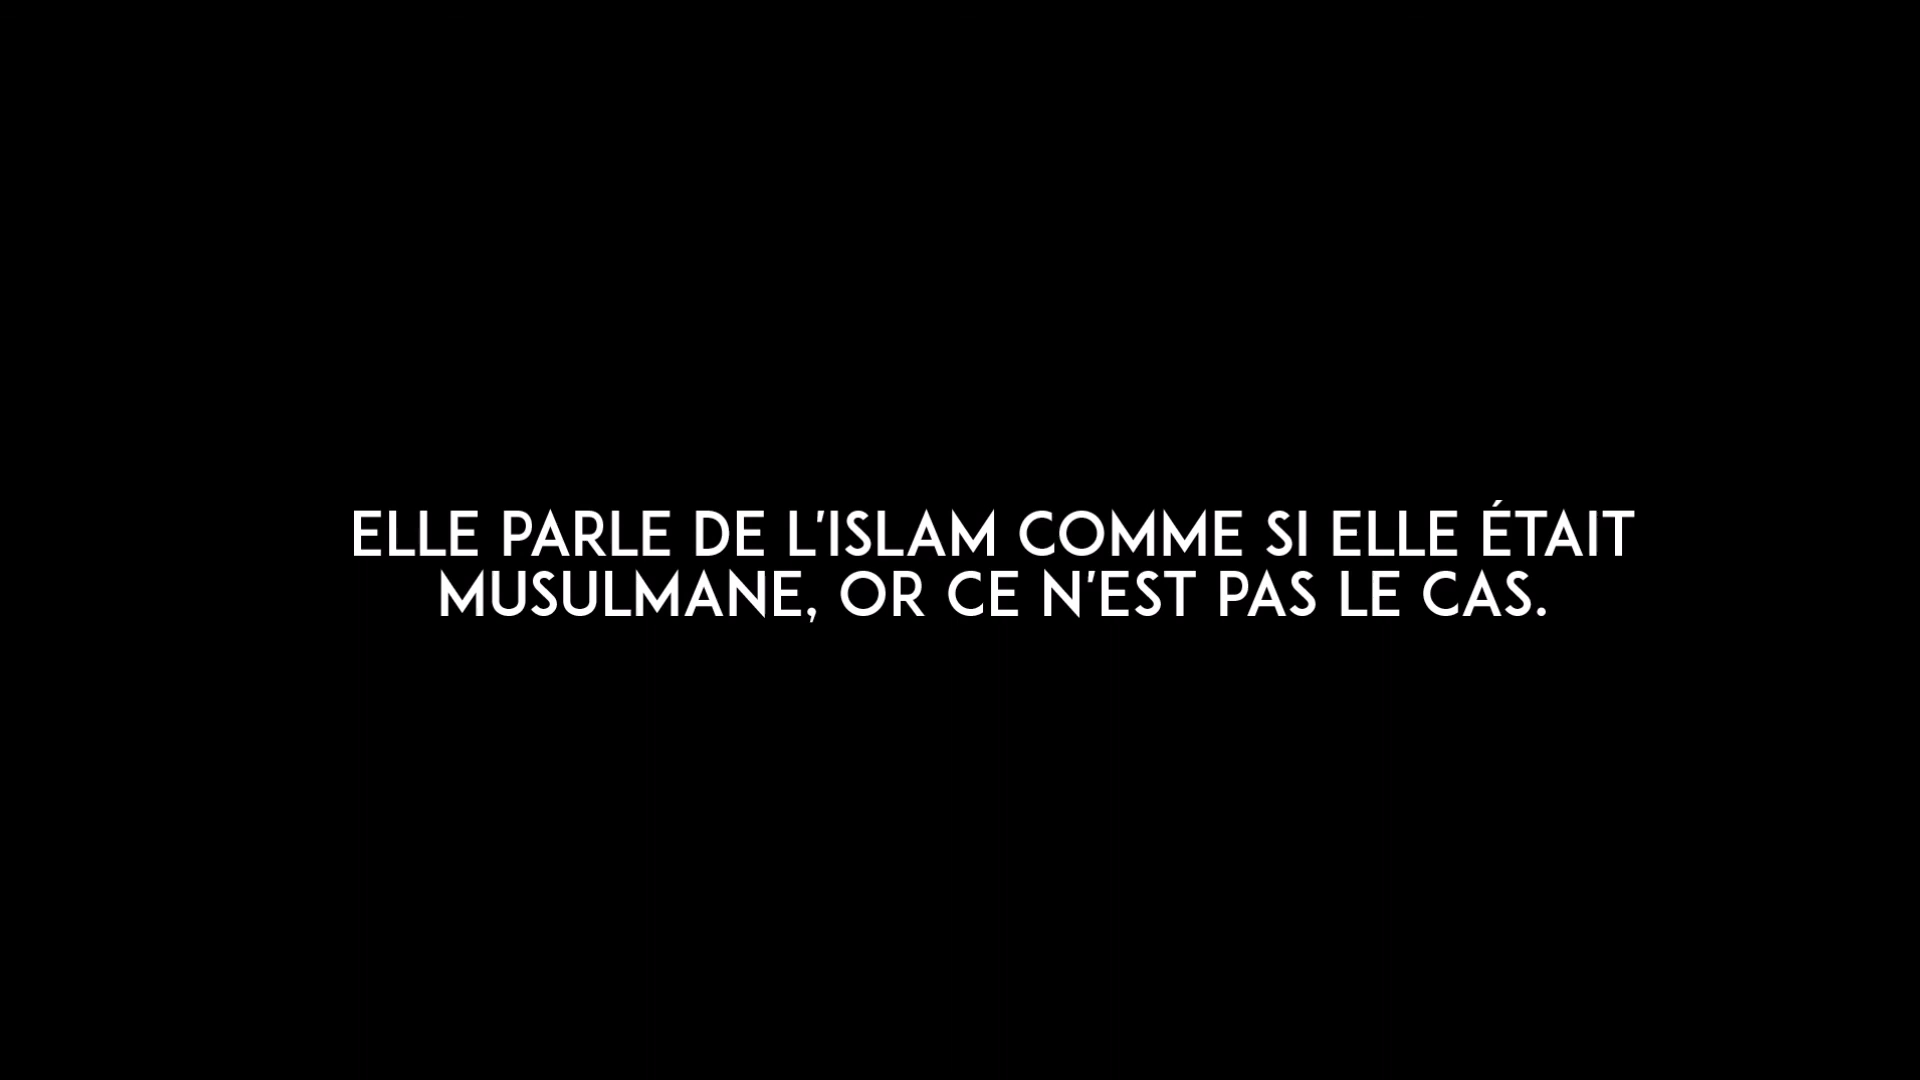 ELLE PARLE DE L'ISLAM COMME SI ELLE ÉTAIT
MUSULMANE, OR CE N'EST PAS LE CAS.